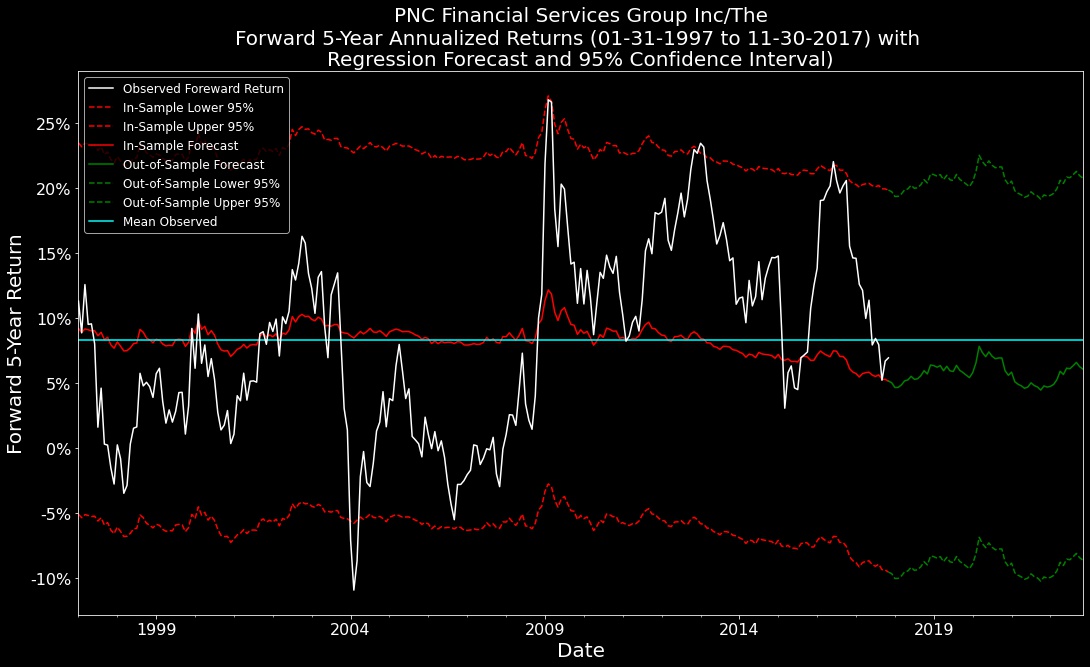 PNC Financial Services Group Inc/The
Forward 5-Year Annualized Returns (01-31-1997 to 11-30-2017) with
Regression Forecast and 95% Confidence Interval)
Observed Foreward Return
In-Sample Lower 95%
In-Sample Upper 95%
In-Sample Forecast
Out-of-Sample Forecast
Out-of-Sample Lower 95%
Out-of-Sample Upper 95%
Mean Observed
Forward 5-Year Return
25%
20%
15%
10%
5%
0%
-5%
-10%
1999
2004
2009
2014
2019
Date